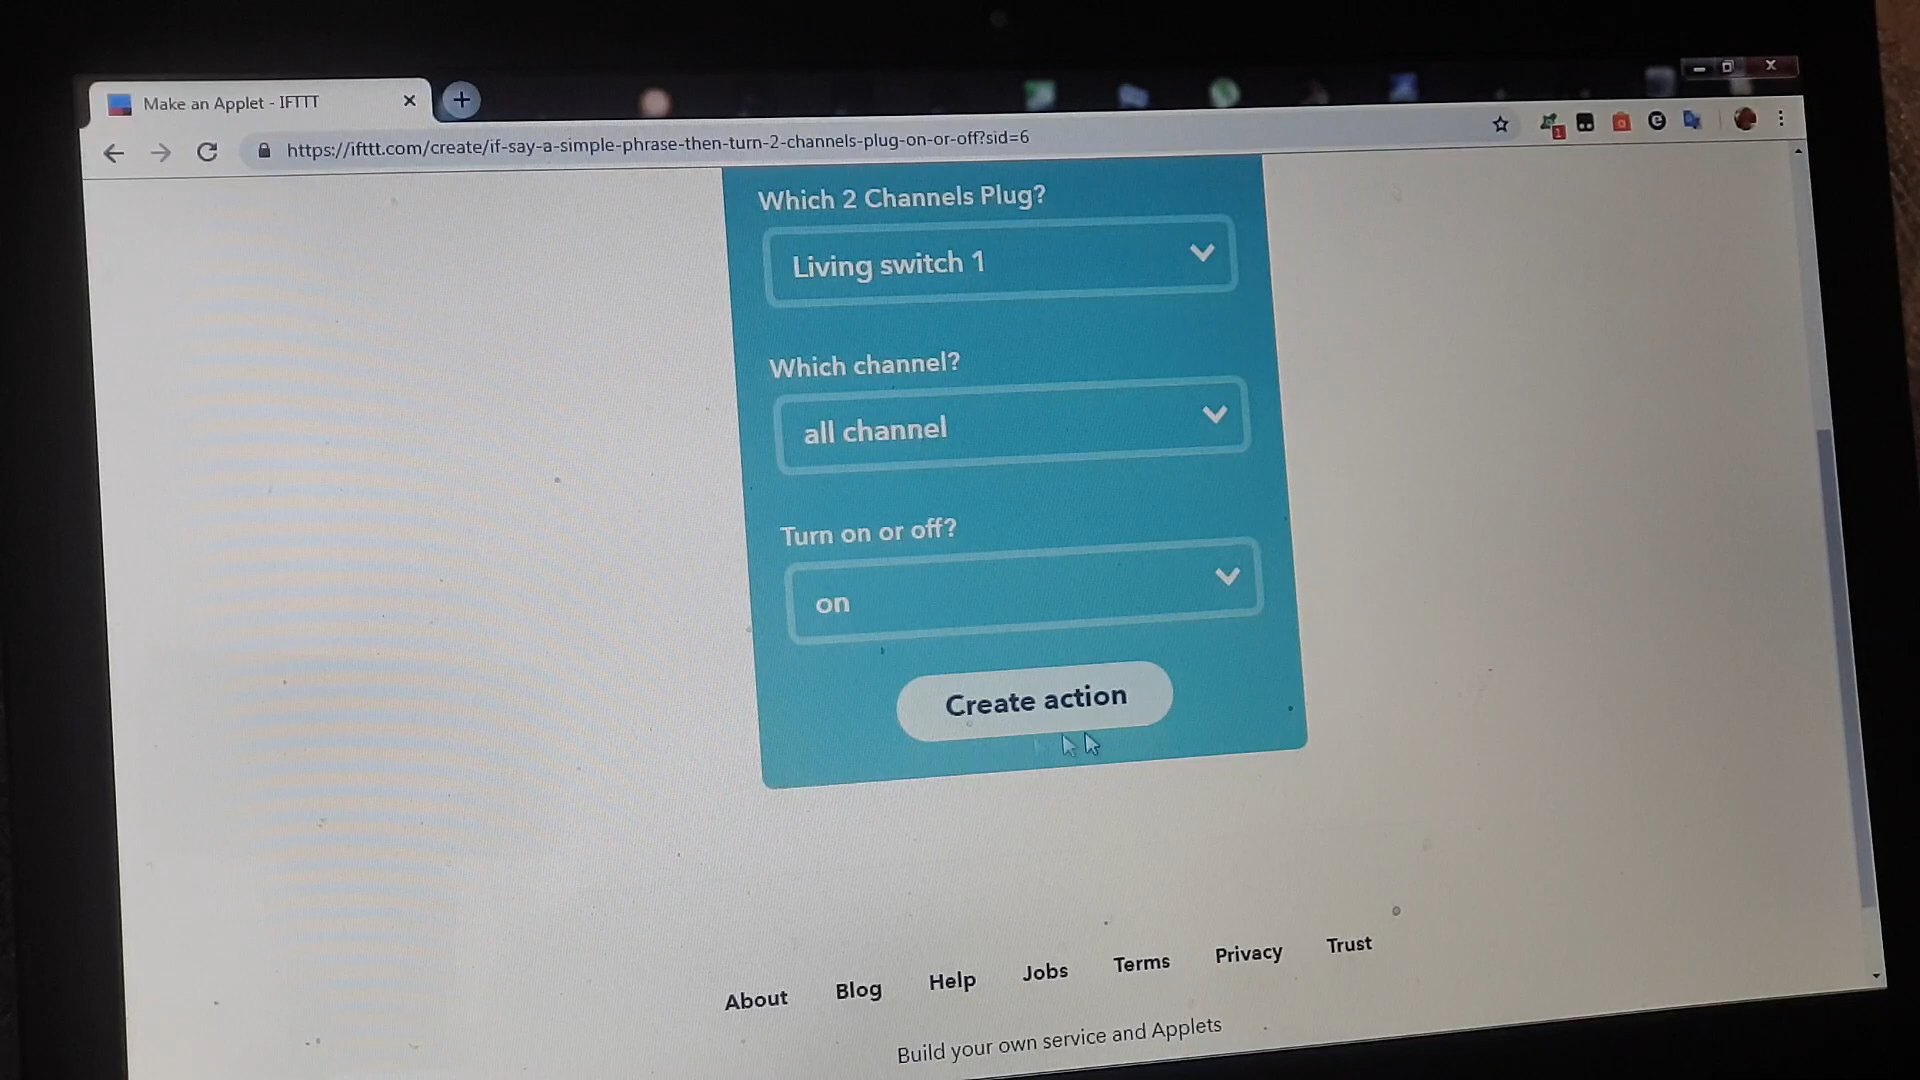 Make an Applet - IFTTT
https://ifttt.com/create/if-say-a-simple-phrase-then-turn-2-channels-plug-on-or-off?sid=6
1
Which 2 Channels Plug?
Living switch 1
Which channel?
all channel
Turn on or off?
on
Create action
About Blog Help Jobs Terms Privacy Trust
Build your own service and Applets